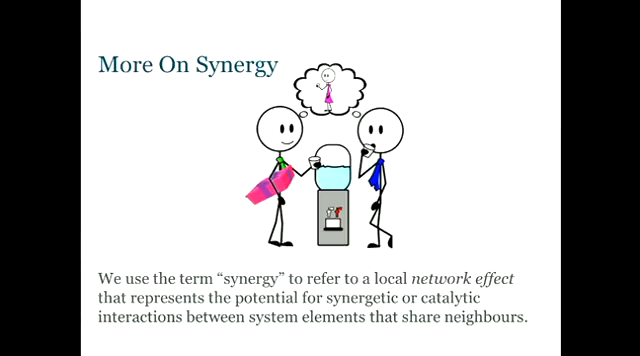 More On Synergy
We use the term “synergy” to refer to a local network effect
that represents the potential for synergetic or catalytic
interactions between system elements that share neighbours.